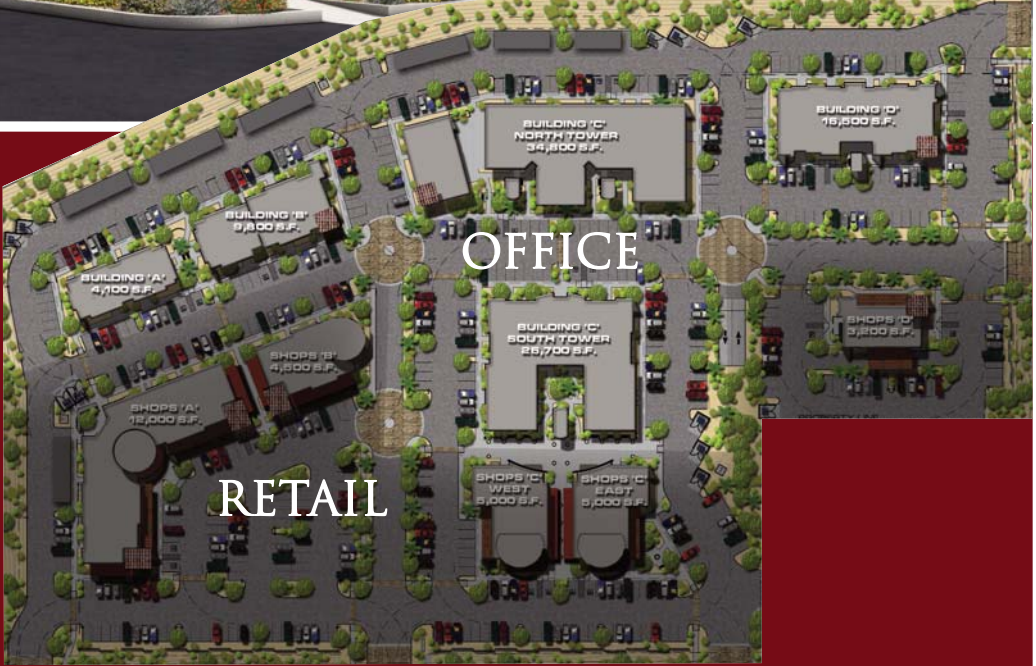 BUILDING 'C'
NORTH TOWER
34,800 S.F.
BUILDING 'D'
16,500 S.F.
BUILDING 'B'
9,800 S.F.
OFFICE
BUILDING 'A'
4,100 S.F.
BUILDING 'C'
SOUTH TOWER
26,700 S.F.
SHOPS 'D'
3,200 S.F.
SHOPS 'B'
4,500 S.F.
SHOPS 'A'
12,000 S.F.
RETAIL
SHOPS 'C'
WEST
5,000 S.F.
SHOPS 'C'
EAST
5,000 S.F.